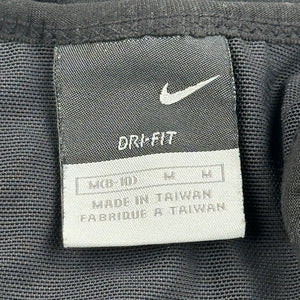 DRI-FIT
M(8-10) M M
MADE IN TAIWAN
FABRIQUE A TAIWAN